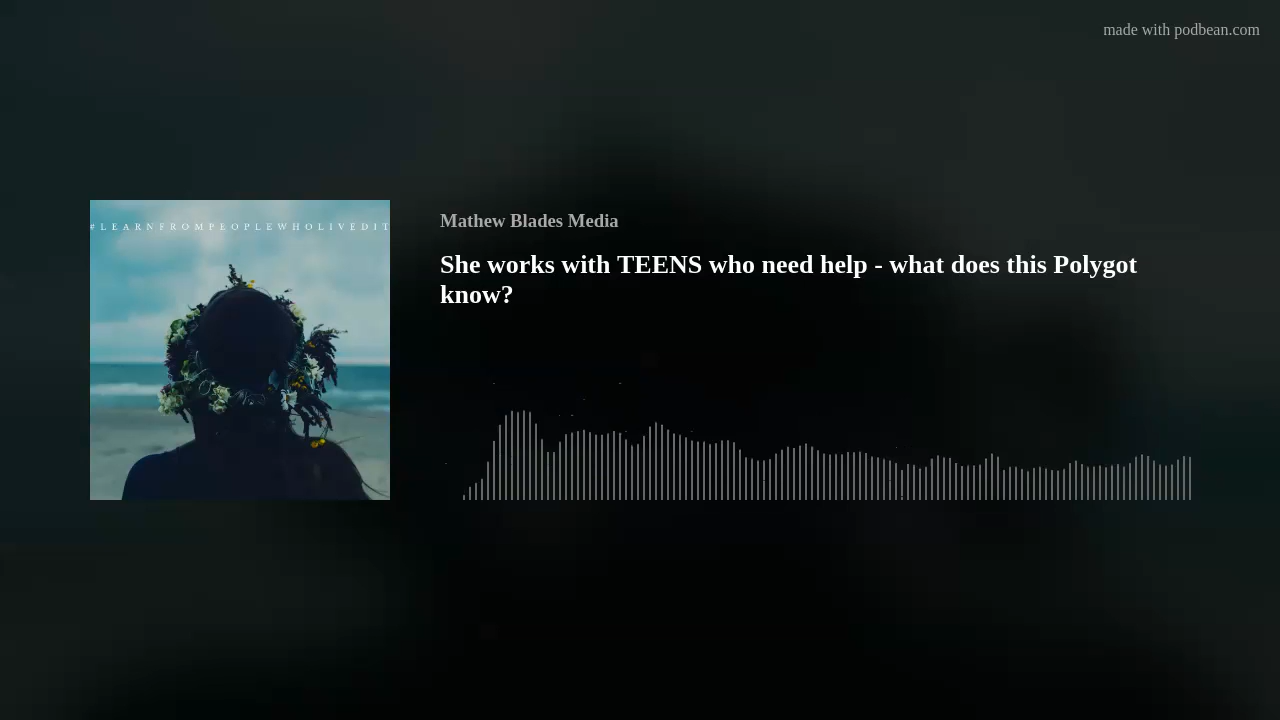 made with podbean.com
#LEARNFROMPEOPLEWHOLIVEDIT
Mathew Blades Media
She works with TEENS who need help - what does this Polygot
know?